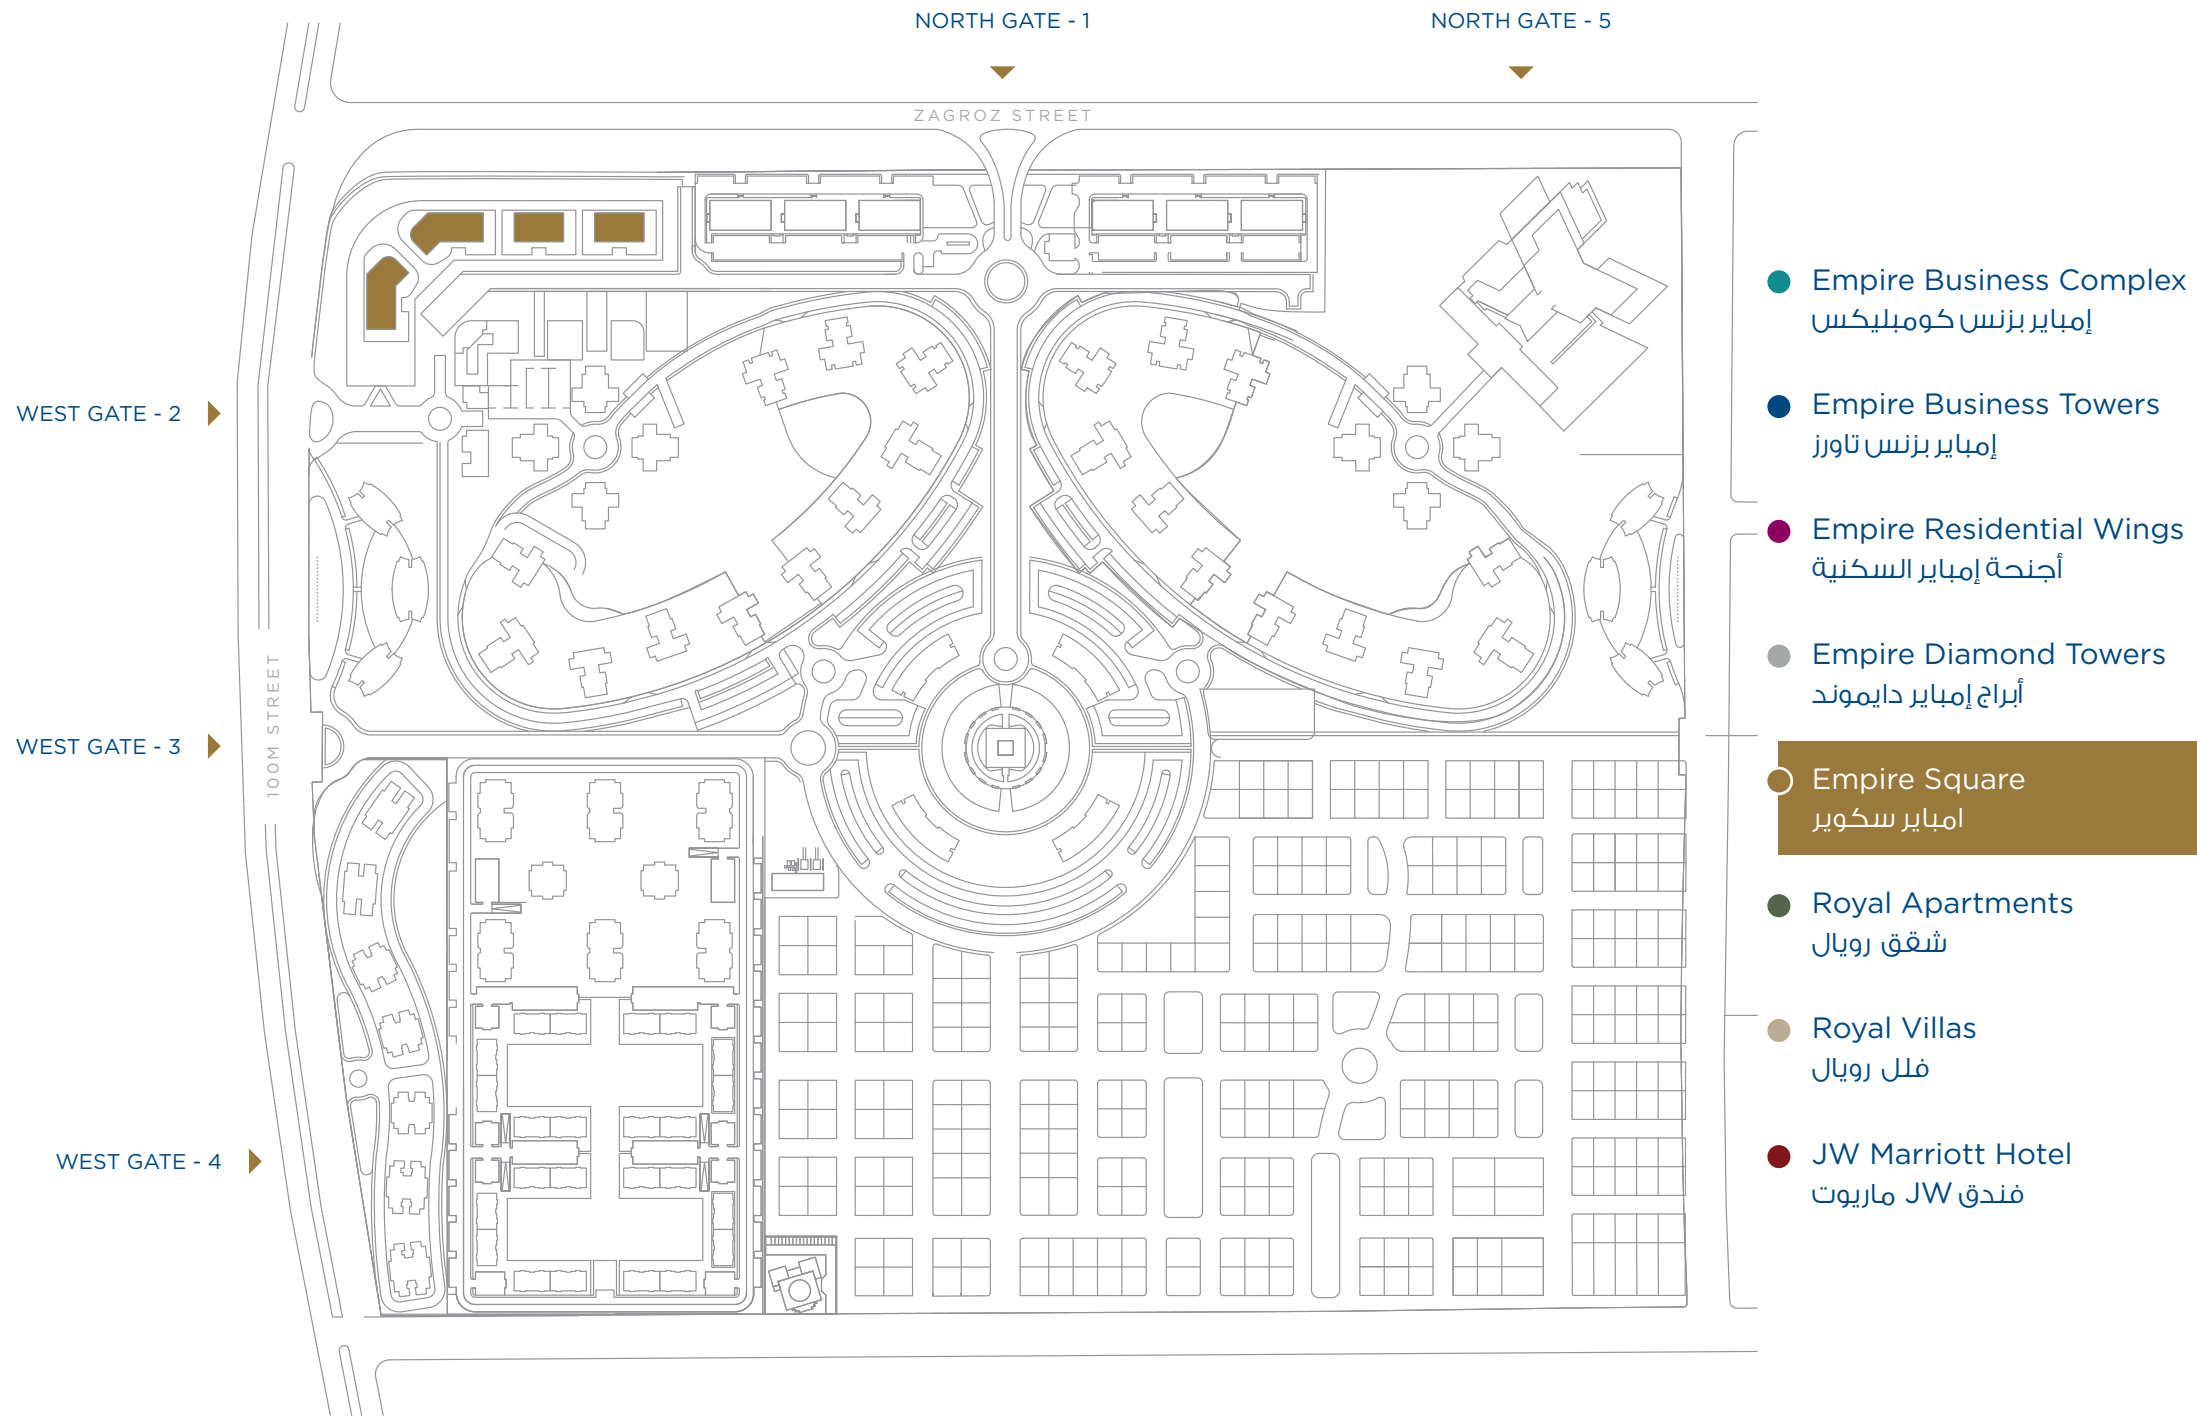 NORTH GATE - 1
NORTH GATE - 5
ZAGROZ STREET
WEST GATE - 2
WEST GATE - 3
WEST GATE - 4
100M STREET
Empire Business Complex
إمباير بزنس كومبليكس
Empire Business Towers
إمباير بزنس تاورز
Empire Residential Wings
أجنحة إمباير السكنية
Empire Diamond Towers
أبراج إمباير دايموند
Empire Square
امباير سكوير
Royal Apartments
شقق رويال
Royal Villas
فلل رويال
JW Marriott Hotel
فندق JW ماريوت